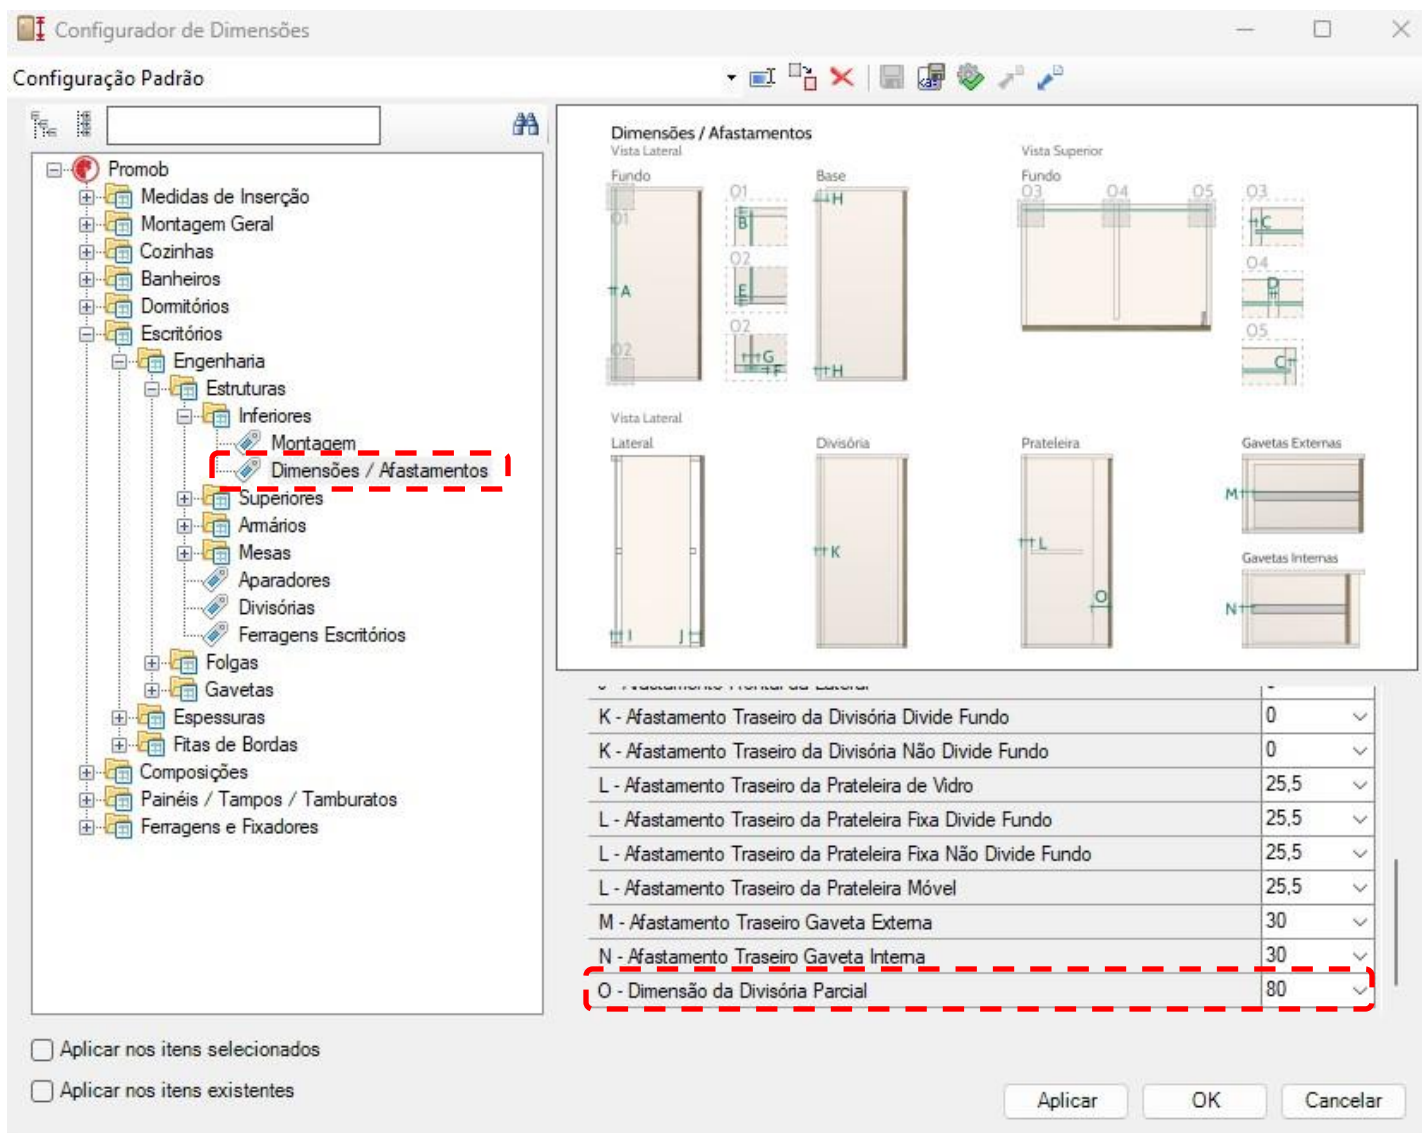 Configurador de Dimensões
Configuração Padrão
Promob
Medidas de Inserção
Montagem Geral
Cozinhas
Banheiros
Dormitórios
Escritórios
Engenharia
Estruturas
Inferiores
Montagem
Dimensões / Afastamentos
Superiores
Armários
Mesas
Aparadores
Divisórias
Ferragens Escritórios
Folgas
Gavetas
Espessuras
Fitas de Bordas
Composições
Painéis / Tampos / Tamburatos
Ferragens e Fixadores
Dimensões / Afastamentos
Vista Lateral
Vista Superior
Fundo
Base
Fundo
O1
H
O3
O4
O5
O3
O1
B
C
O2
O4
A
E
D
O2
O5
O2
G
F
H
C
Vista Lateral
Lateral
Divisória
Prateleira
Gavetas Externas
M
K
L
Gavetas Internas
O
N
I
J
J - Afastamento Frontal da Lateral
K - Afastamento Traseiro da Divisória Divide Fundo 0
K - Afastamento Traseiro da Divisória Não Divide Fundo 0
L - Afastamento Traseiro da Prateleira de Vidro 25,5
L - Afastamento Traseiro da Prateleira Fixa Divide Fundo 25,5
L - Afastamento Traseiro da Prateleira Fixa Não Divide Fundo 25,5
L - Afastamento Traseiro da Prateleira Móvel 25,5
M - Afastamento Traseiro Gaveta Externa 30
N - Afastamento Traseiro Gaveta Interna 30
O - Dimensão da Divisória Parcial 80
Aplicar nos itens selecionados
Aplicar nos itens existentes
Aplicar
OK
Cancelar